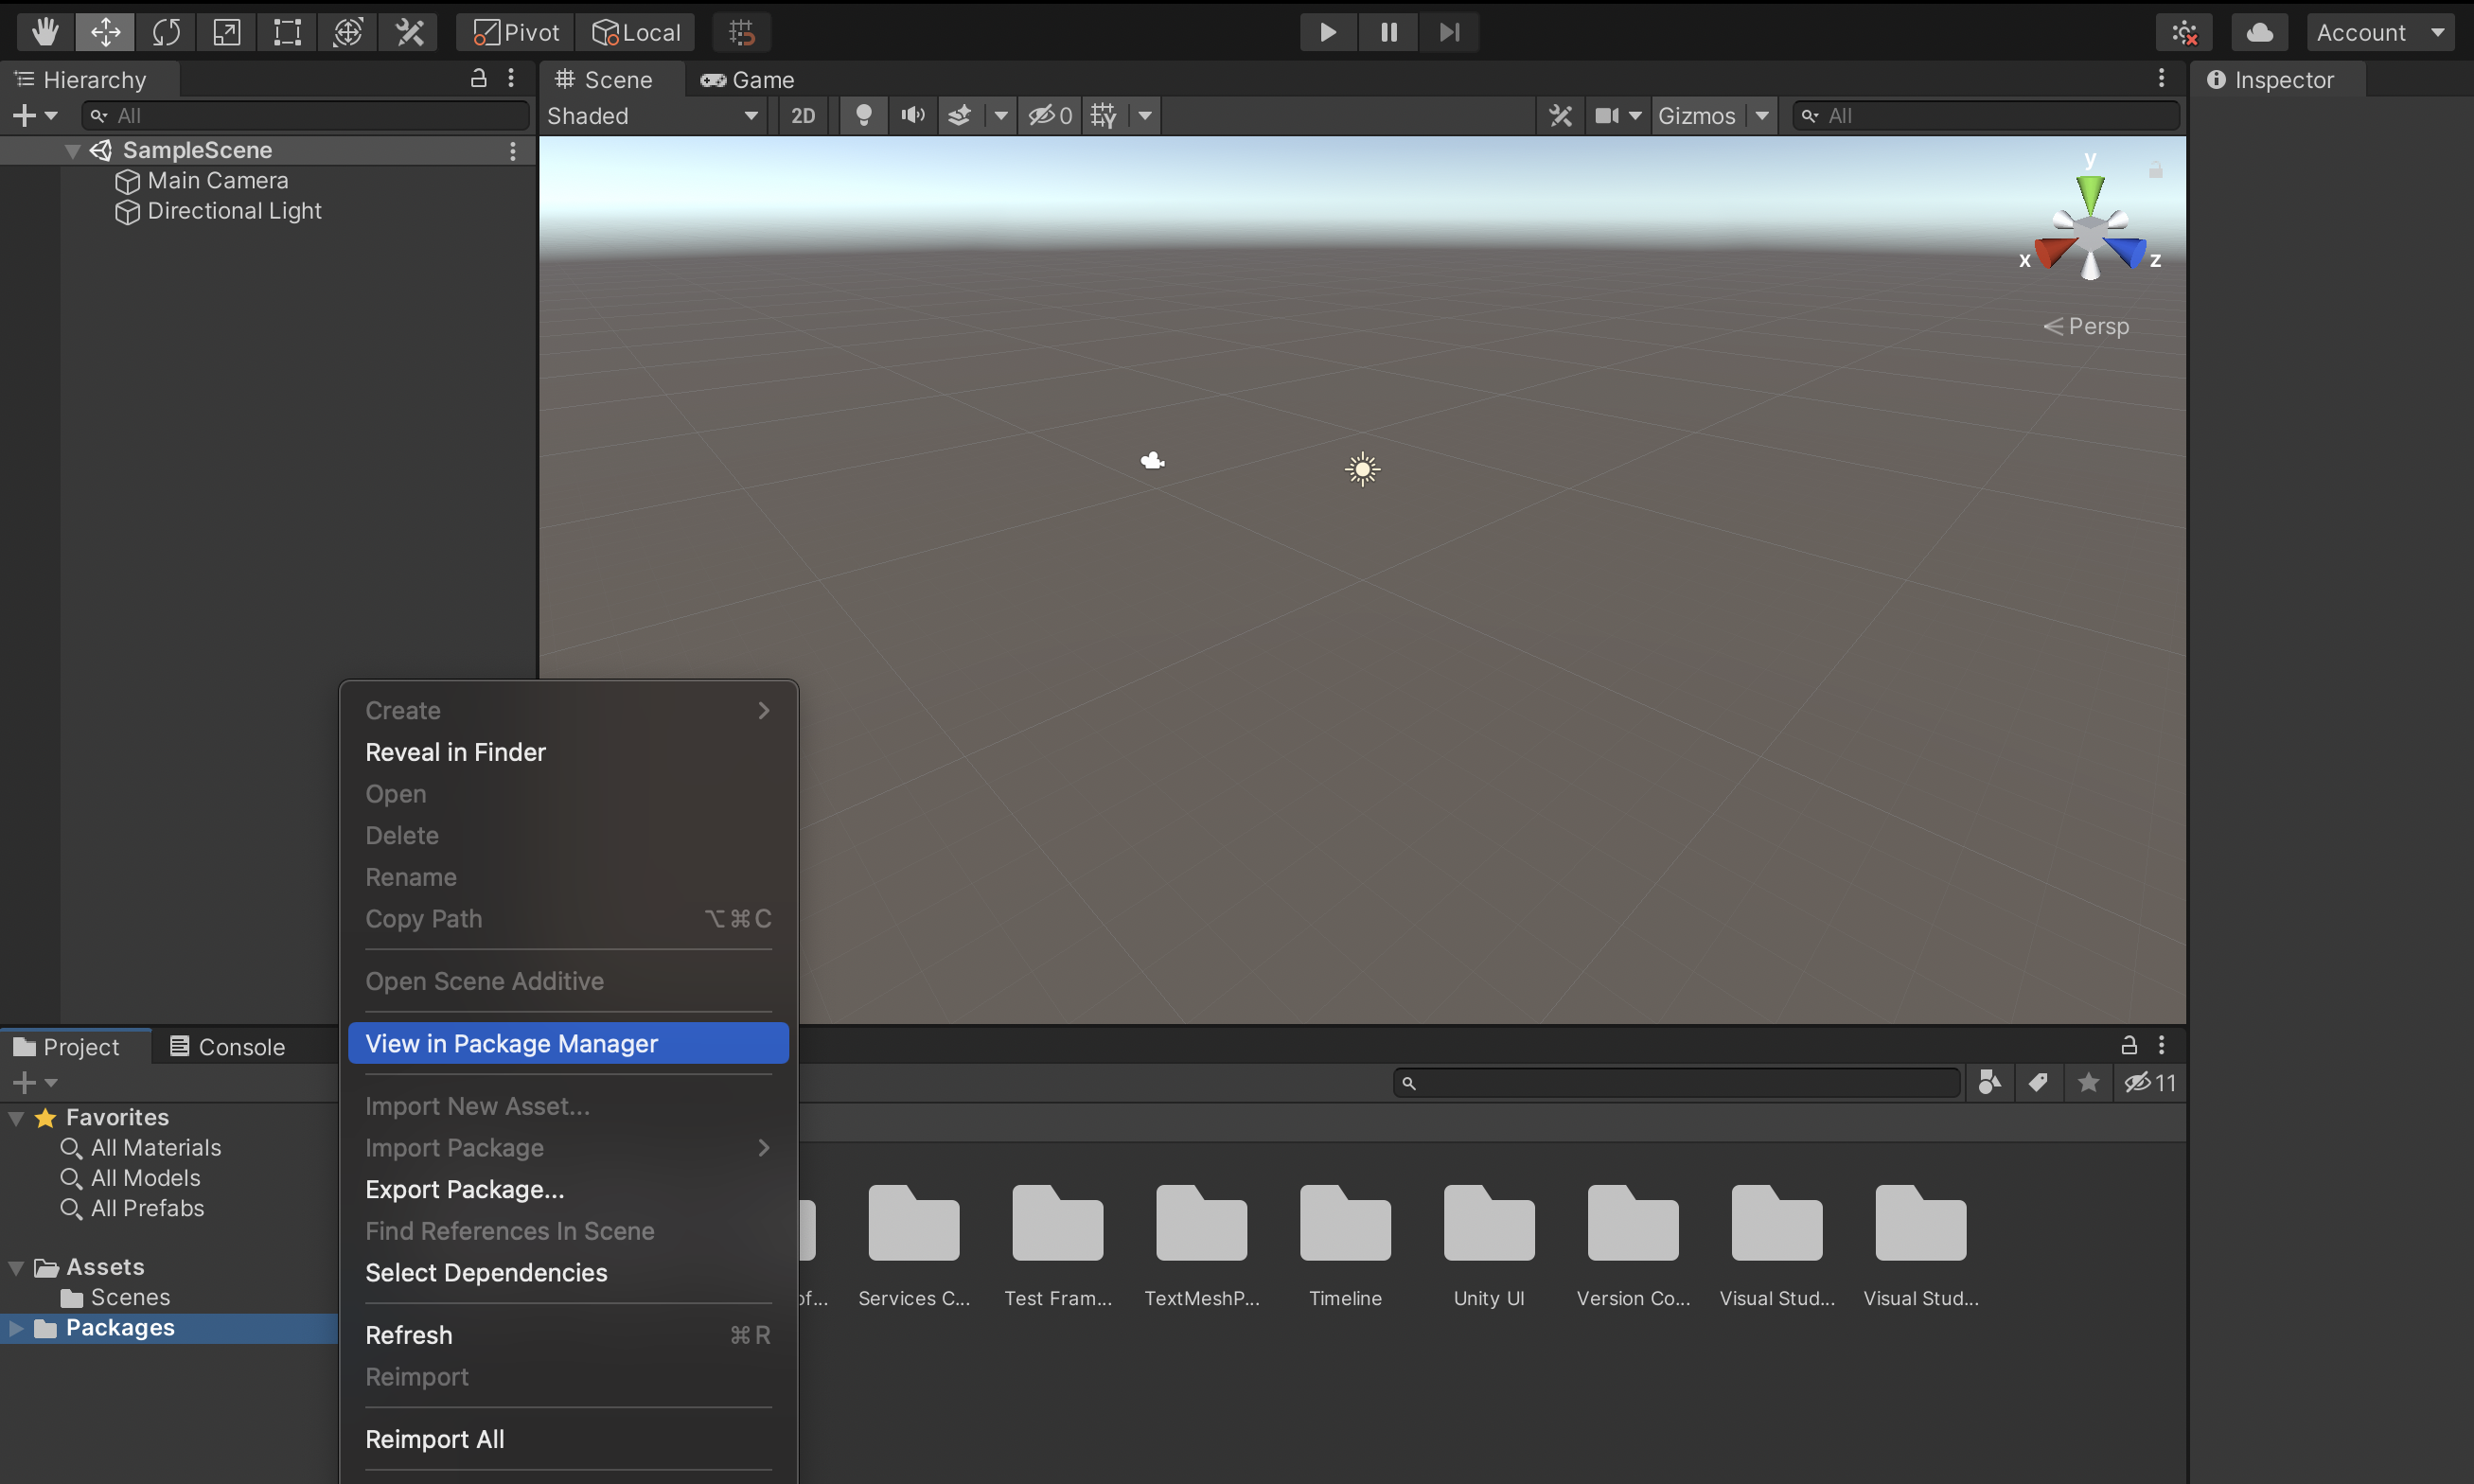 Pivot
Local
Account
Hierarchy
Scene
Game
Inspector
All
Shaded
2D
0
Gizmos
All
SampleScene
Main Camera
Directional Light
y
x
z
Persp
Create
Reveal in Finder
Open
Delete
Rename
Copy Path ⌥⌘C
Open Scene Additive
View in Package Manager
Import New Asset...
Import Package
Export Package...
Find References In Scene
Select Dependencies
Refresh ⌘R
Reimport
Reimport All
Project
Console
11
Favorites
All Materials
All Models
All Prefabs
Assets
Scenes
Packages
of...
Services C...
Test Fram...
TextMeshP...
Timeline
Unity UI
Version Co...
Visual Stud...
Visual Stud...